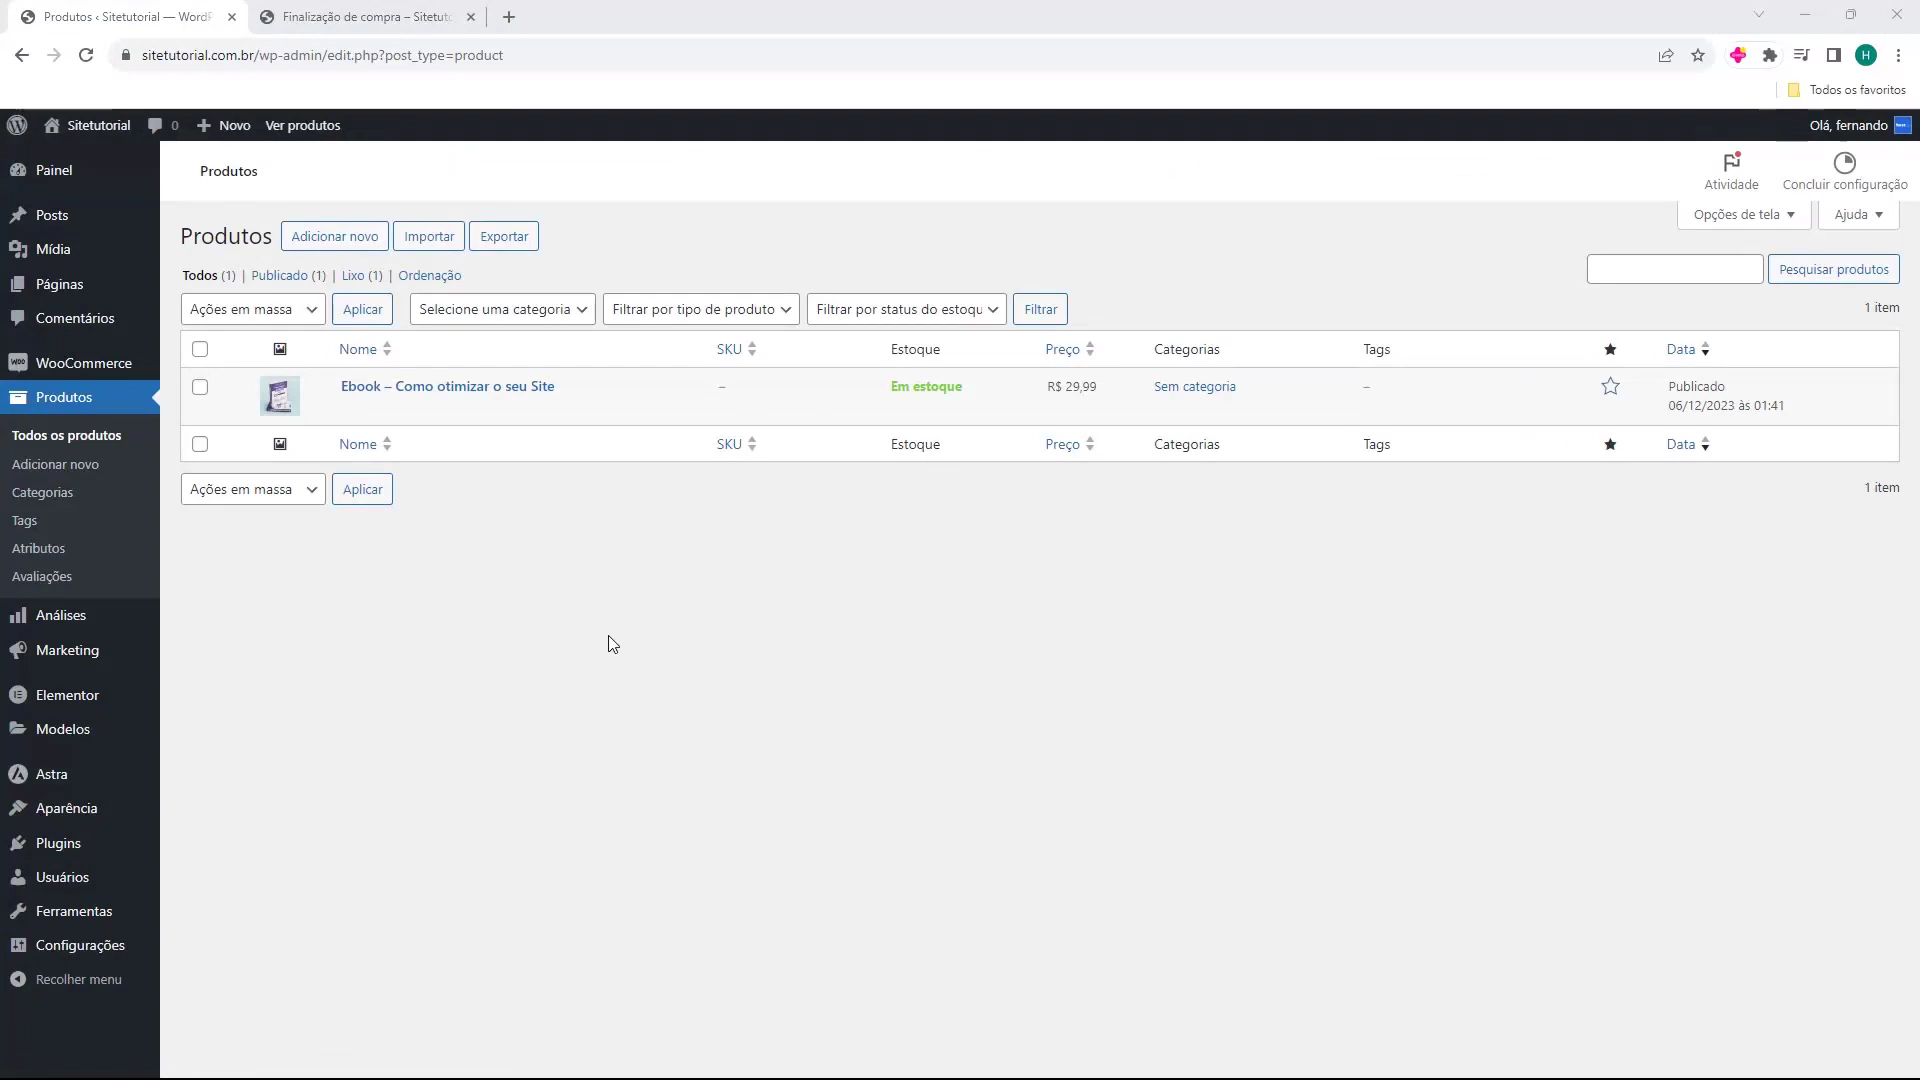 Produtos ‹ Sitetutorial — WordP
Finalização de compra – Sitetuto
sitetutorial.com.br/wp-admin/edit.php?post_type=product
H
Todos os favoritos
Sitetutorial
0
Novo
Ver produtos
Olá, fernando
Painel
Posts
Mídia
Páginas
Comentários
WooCommerce
Produtos
Todos os produtos
Adicionar novo
Categorias
Tags
Atributos
Avaliações
Análises
Marketing
Elementor
Modelos
Astra
Aparência
Plugins
Usuários
Ferramentas
Configurações
Recolher menu
Produtos
Atividade
Concluir configuração
Opções de tela
Ajuda
Produtos Adicionar novo Importar Exportar
Todos (1) | Publicado (1) | Lixo (1) | Ordenação
Pesquisar produtos
Ações em massa Aplicar Selecione uma categoria Filtrar por tipo de produto Filtrar por status do estoqu Filtrar 1 item
Nome SKU Estoque Preço Categorias Tags Data
Ebook – Como otimizar o seu Site – Em estoque R$ 29,99 Sem categoria – Publicado
06/12/2023 às 01:41
Nome SKU Estoque Preço Categorias Tags Data
Ações em massa Aplicar 1 item